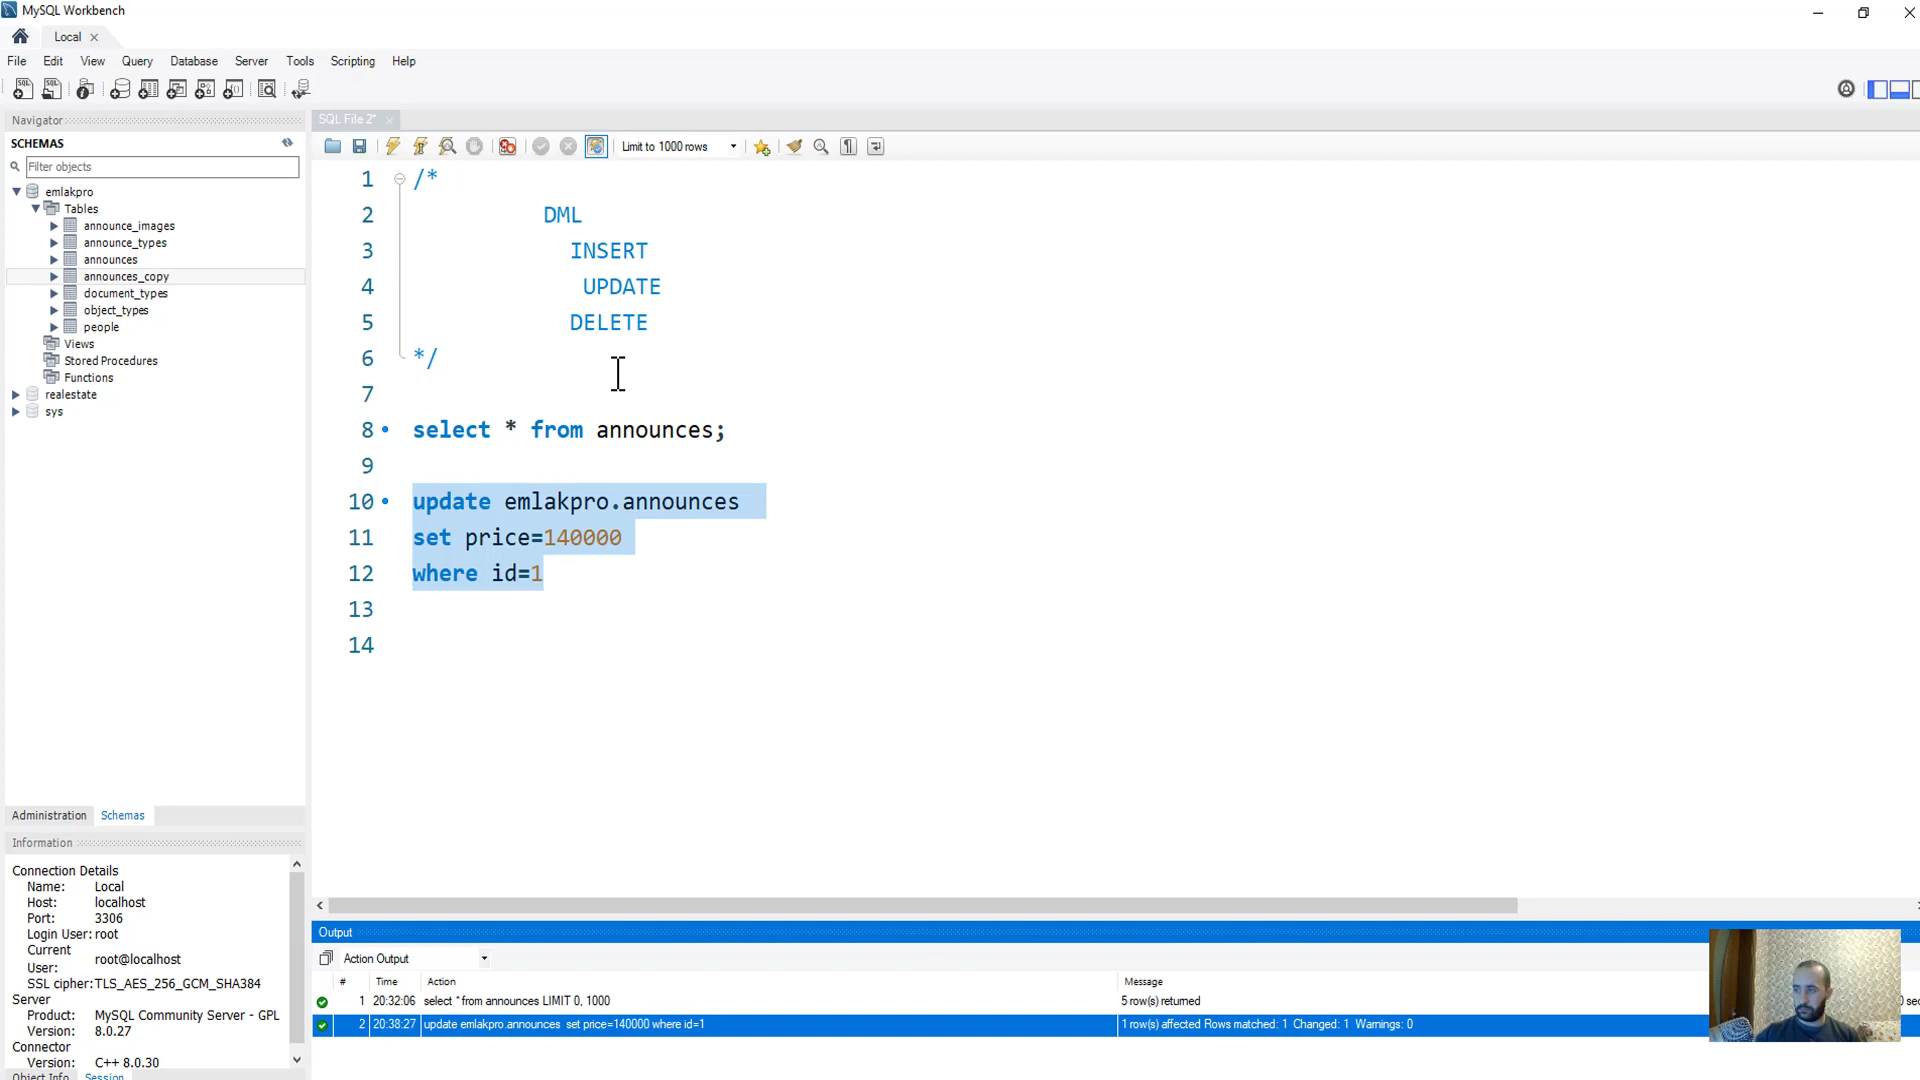 MySQL Workbench
Local
File Edit View Query Database Server Tools Scripting Help
Navigator
SCHEMAS
Filter objects
emlakpro
Tables
announce_images
announce_types
announces
announces_copy
document_types
object_types
people
Views
Stored Procedures
Functions
realestate
sys
Administration Schemas
Information
Connection Details
Name: Local
Host: localhost
Port: 3306
Login User: root
Current User: root@localhost
SSL cipher: TLS_AES_256_GCM_SHA384
Server
Product: MySQL Community Server - GPL
Version: 8.0.27
Connector
Version: C++ 8.0.30
Object Info Session
SQL File 2*
Limit to 1000 rows
1 /*
2 DML
3 INSERT
4 UPDATE
5 DELETE
6 */
7
8 select * from announces;
9
10 update emlakpro.announces
11 set price=140000
12 where id=1
13
14
Output
Action Output
# Time Action Message
1 20:32:06 select * from announces LIMIT 0, 1000 5 row(s) returned
2 20:38:27 update emlakpro.announces set price=140000 where id=1 1 row(s) affected Rows matched: 1 Changed: 1 Warnings: 0